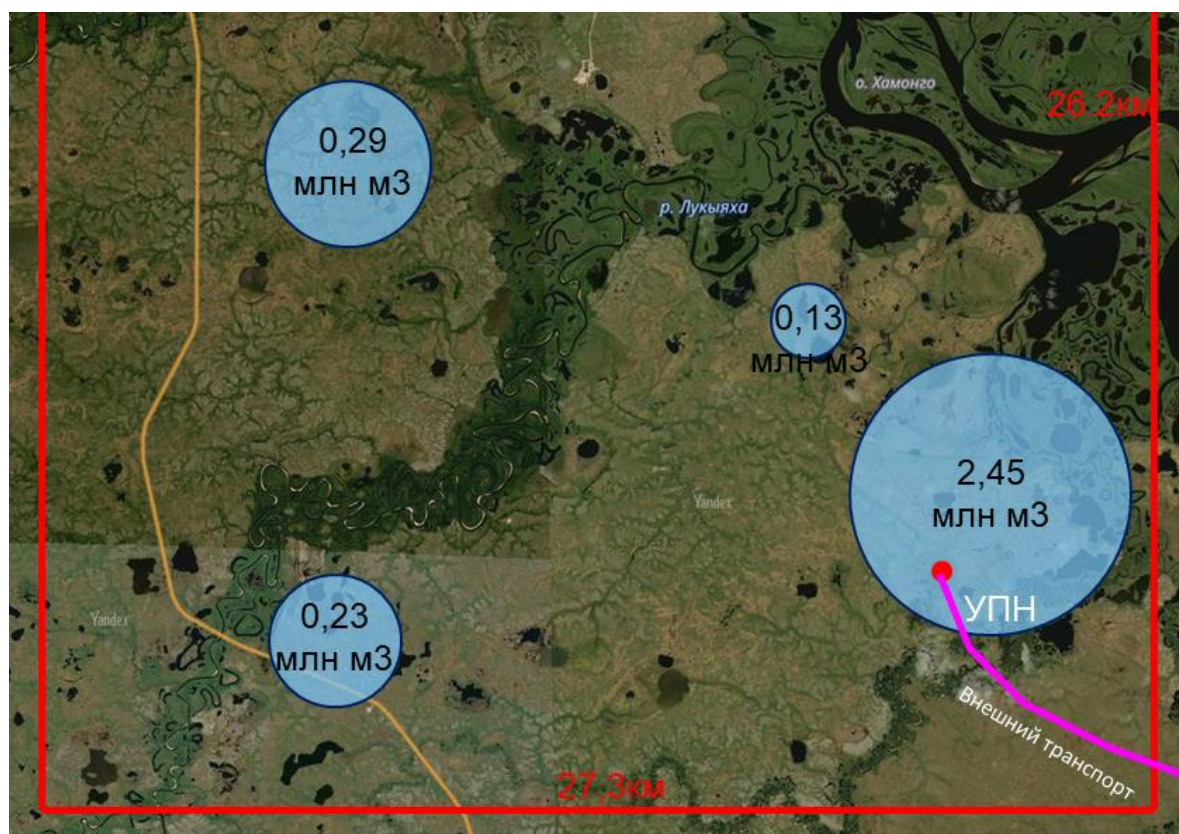 о. Хамонго
26.2км
0,29
млн м3
р. Лукыяха
0,13
млн м3
2,45
млн м3
Yandex
УПН
0,23
млн м3
Yandex
Внешний транспорт
27,3км